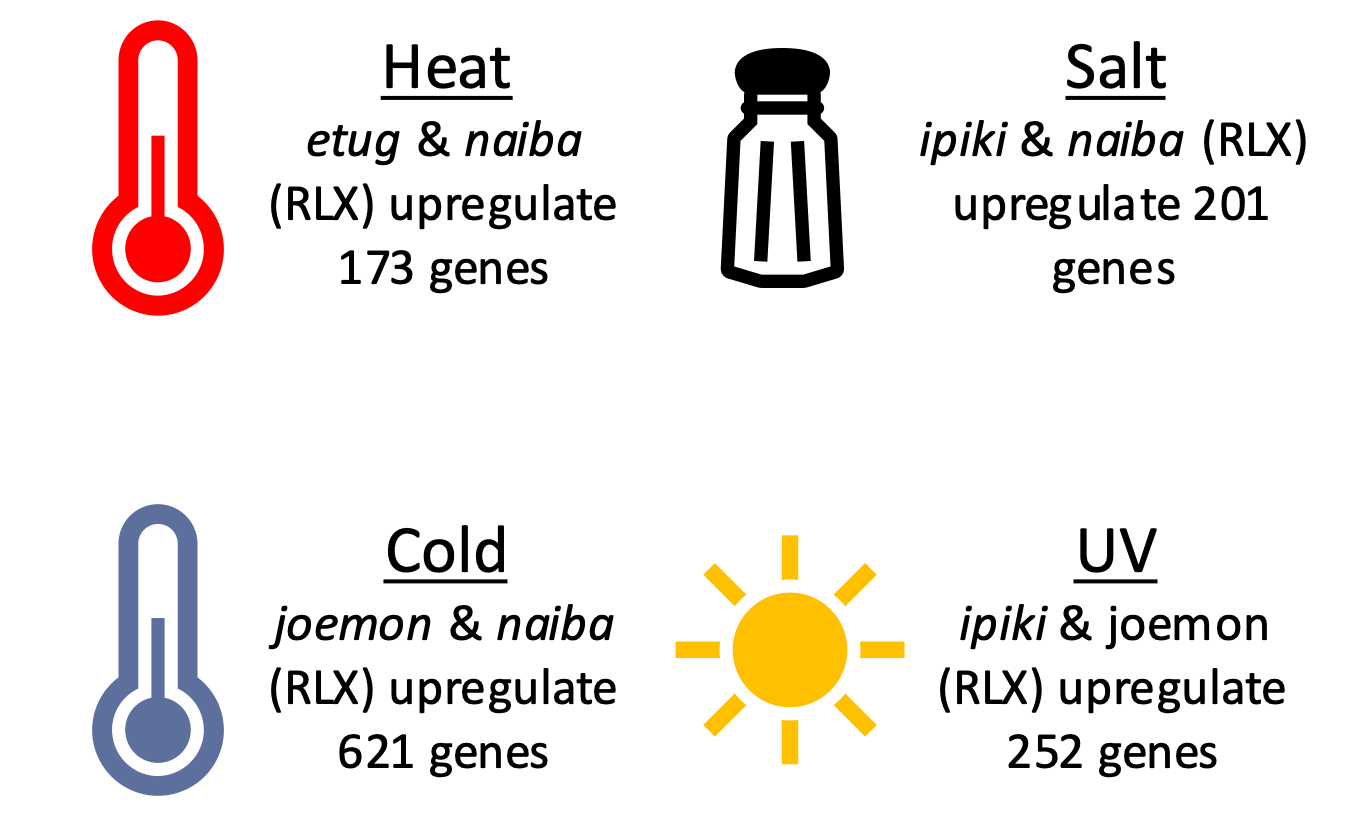 Heat
etug & naiba
(RLX) upregulate
173 genes
Salt
ipiki & naiba (RLX)
upregulate 201
genes
Cold
joemon & naiba
(RLX) upregulate
621 genes
UV
ipiki & joemon
(RLX) upregulate
252 genes